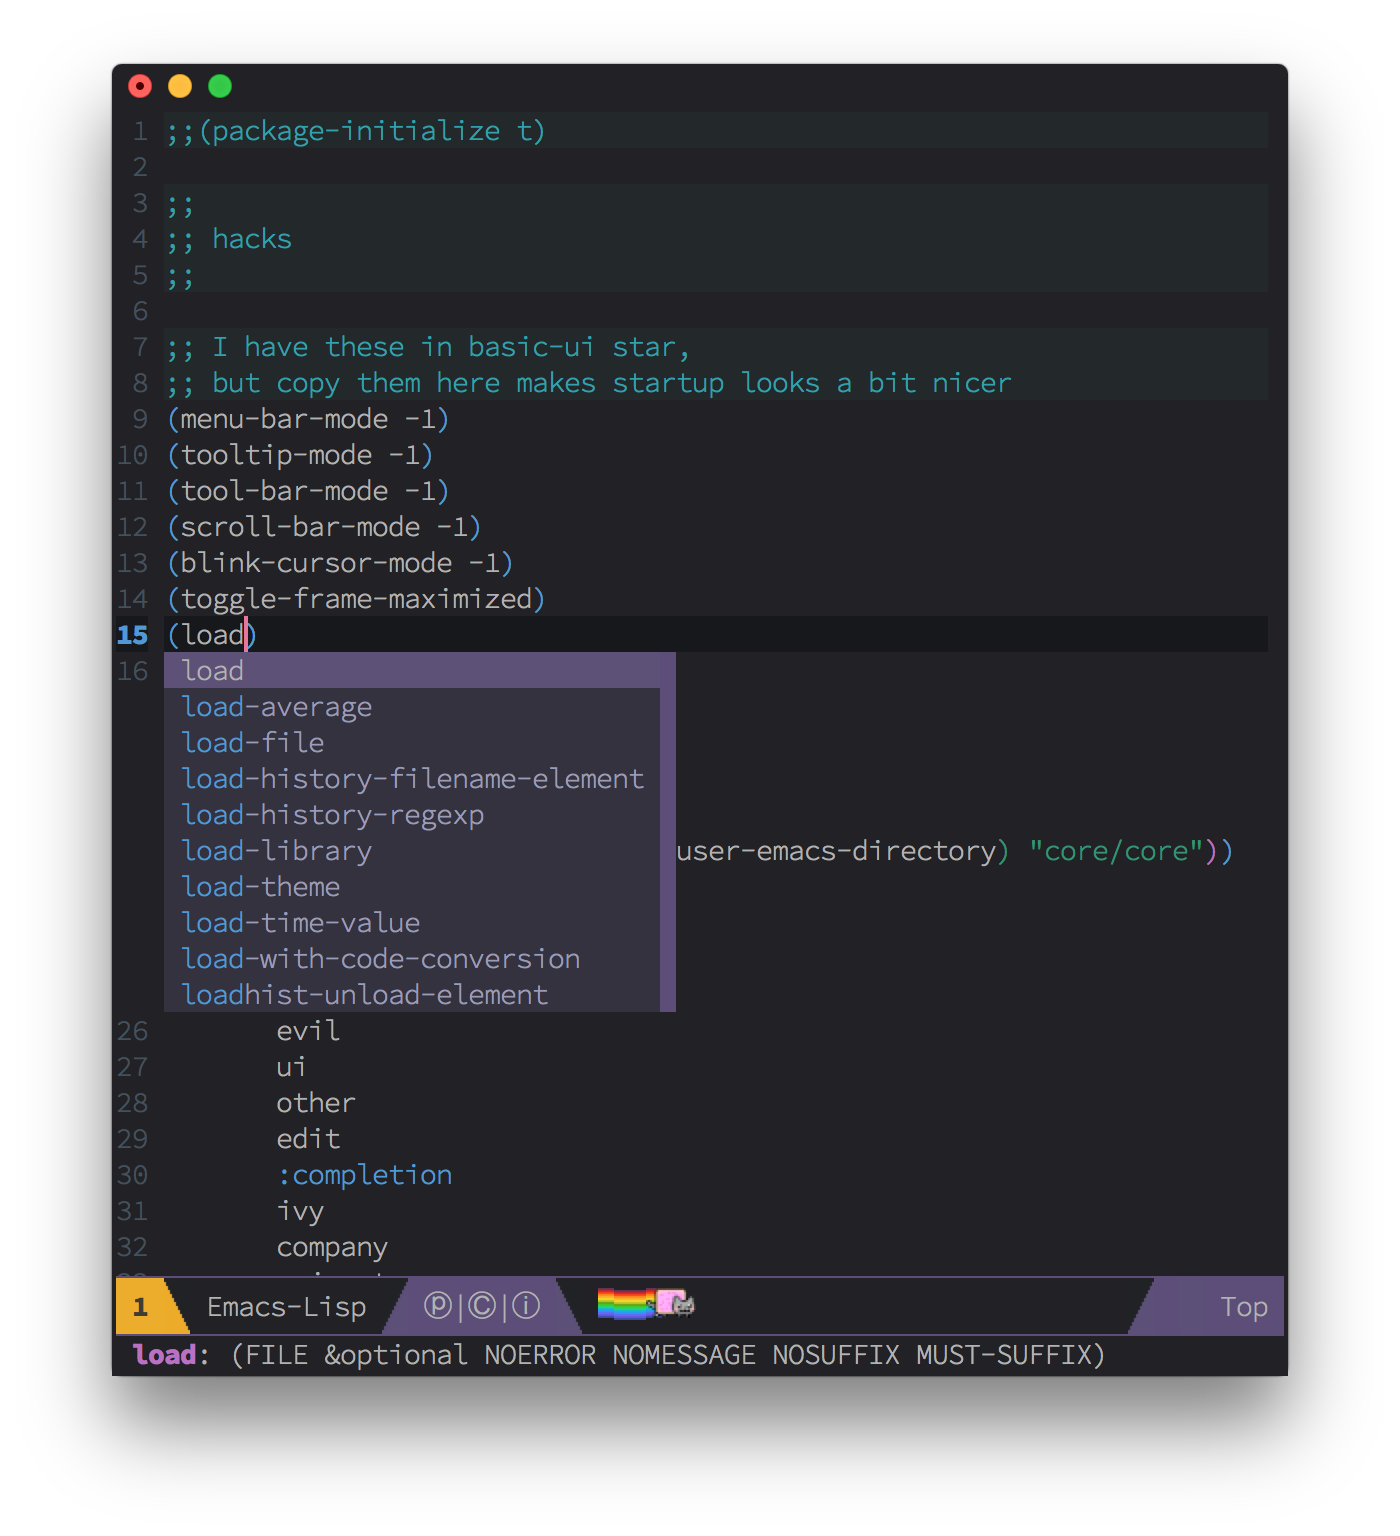 1 ;;(package-initialize t)
2
3 ;;
4 ;; hacks
5 ;;
6
7 ;; I have these in basic-ui star,
8 ;; but copy them here makes startup looks a bit nicer
9 (menu-bar-mode -1)
10 (tooltip-mode -1)
11 (tool-bar-mode -1)
12 (scroll-bar-mode -1)
13 (blink-cursor-mode -1)
14 (toggle-frame-maximized)
15 (load)
16 load
load-average
load-file
load-history-filename-element
load-history-regexp
load-library user-emacs-directory) "core/core"))
load-theme
load-time-value
load-with-code-conversion
loadhist-unload-element
26 evil
27 ui
28 other
29 edit
30 :completion
31 ivy
32 company
1 Emacs-Lisp ⓟ|Ⓒ|ⓘ Top
load: (FILE &optional NOERROR NOMESSAGE NOSUFFIX MUST-SUFFIX)